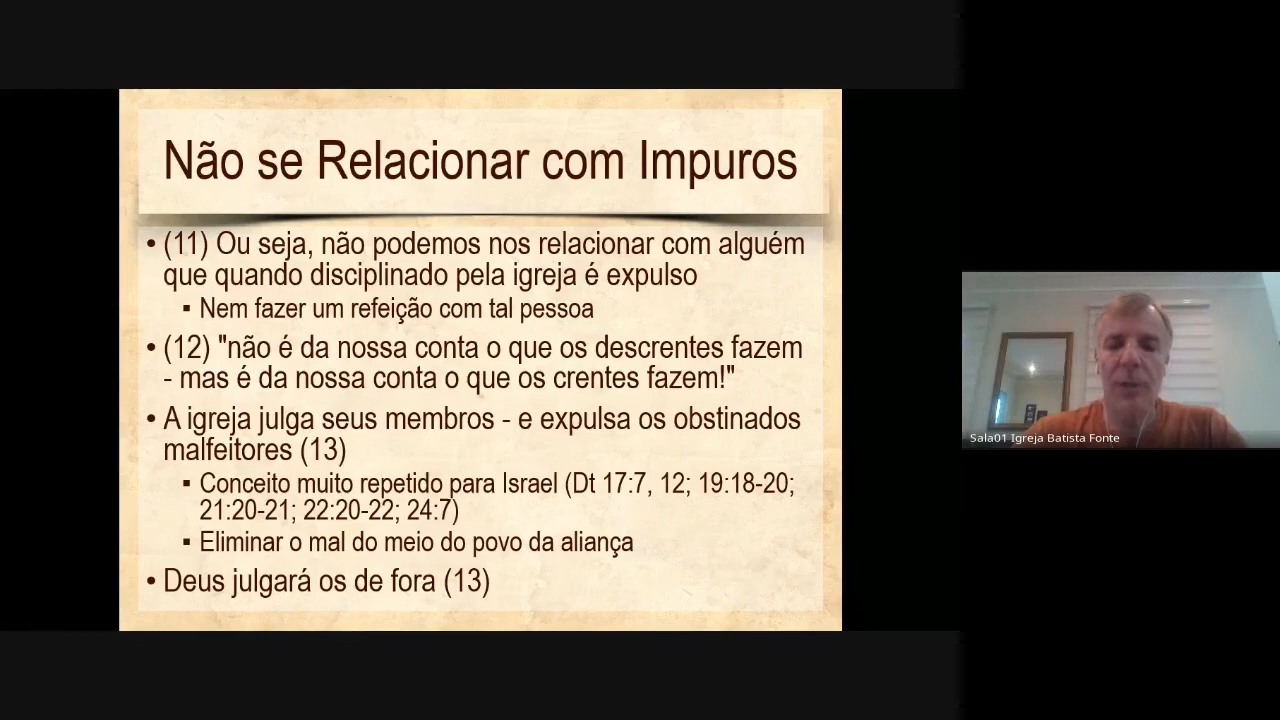 Não se Relacionar com Impuros
• (11) Ou seja, não podemos nos relacionar com alguém
que quando disciplinado pela igreja é expulso
▪ Nem fazer um refeição com tal pessoa
• (12) "não é da nossa conta o que os descrentes fazem
- mas é da nossa conta o que os crentes fazem!"
• A igreja julga seus membros - e expulsa os obstinados
malfeitores (13)
▪ Conceito muito repetido para Israel (Dt 17:7, 12; 19:18-20;
21:20-21; 22:20-22; 24:7)
▪ Eliminar o mal do meio do povo da aliança
• Deus julgará os de fora (13)
Sala01 Igreja Batista Fonte